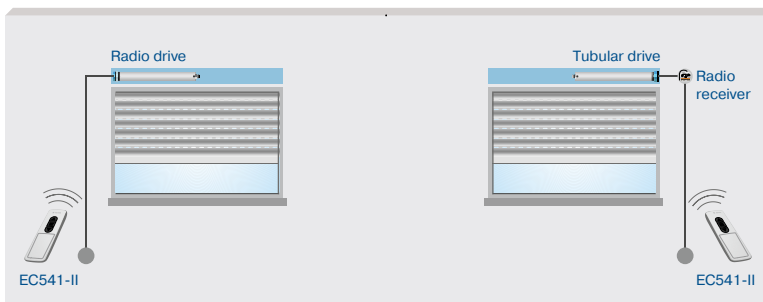 Radio drive
Tubular drive
Radio
receiver
EC541-II
EC541-II